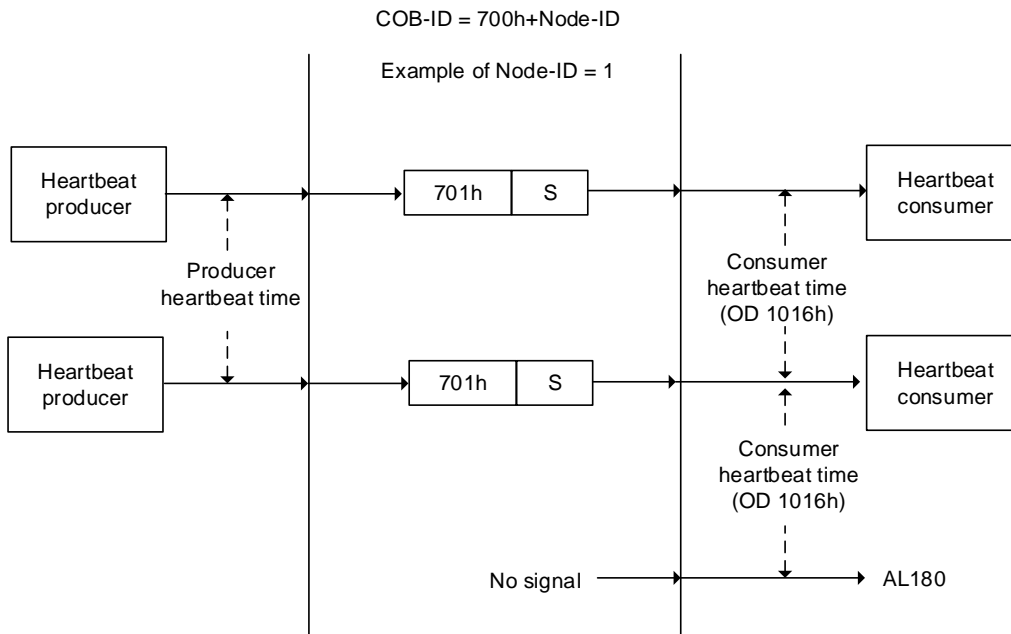 COB-ID = 700h+Node-ID
Example of Node-ID = 1
Heartbeat
producer
701h
S
Heartbeat
consumer
Producer
heartbeat time
Consumer
heartbeat time
(OD 1016h)
Heartbeat
producer
701h
S
Heartbeat
consumer
Consumer
heartbeat time
(OD 1016h)
No signal
AL180